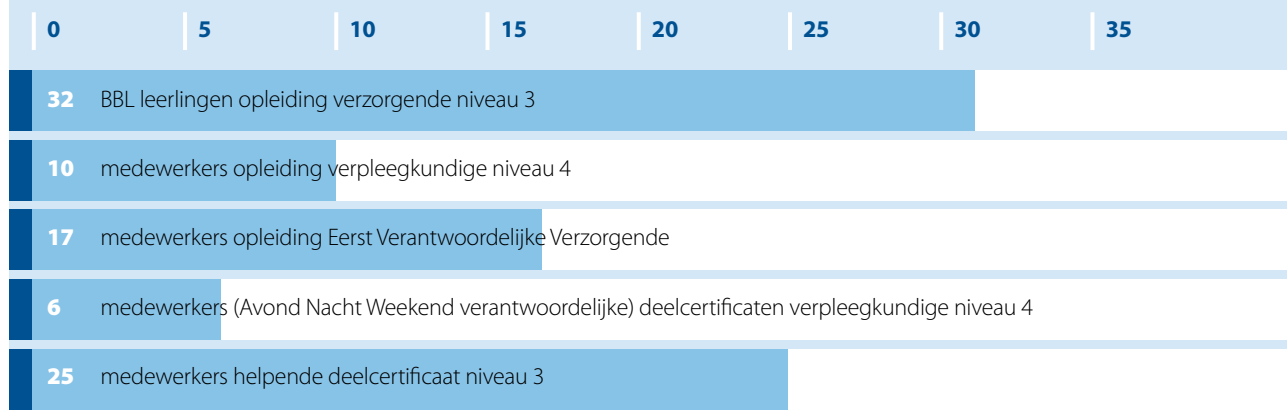 0 5 10 15 20 25 30 35
32 BBL leerlingen opleiding verzorgende niveau 3
10 medewerkers opleiding verpleegkundige niveau 4
17 medewerkers opleiding Eerst Verantwoordelijke Verzorgende
6 medewerkers (Avond Nacht Weekend verantwoordelijke) deelcertificaten verpleegkundige niveau 4
25 medewerkers helpende deelcertificaat niveau 3